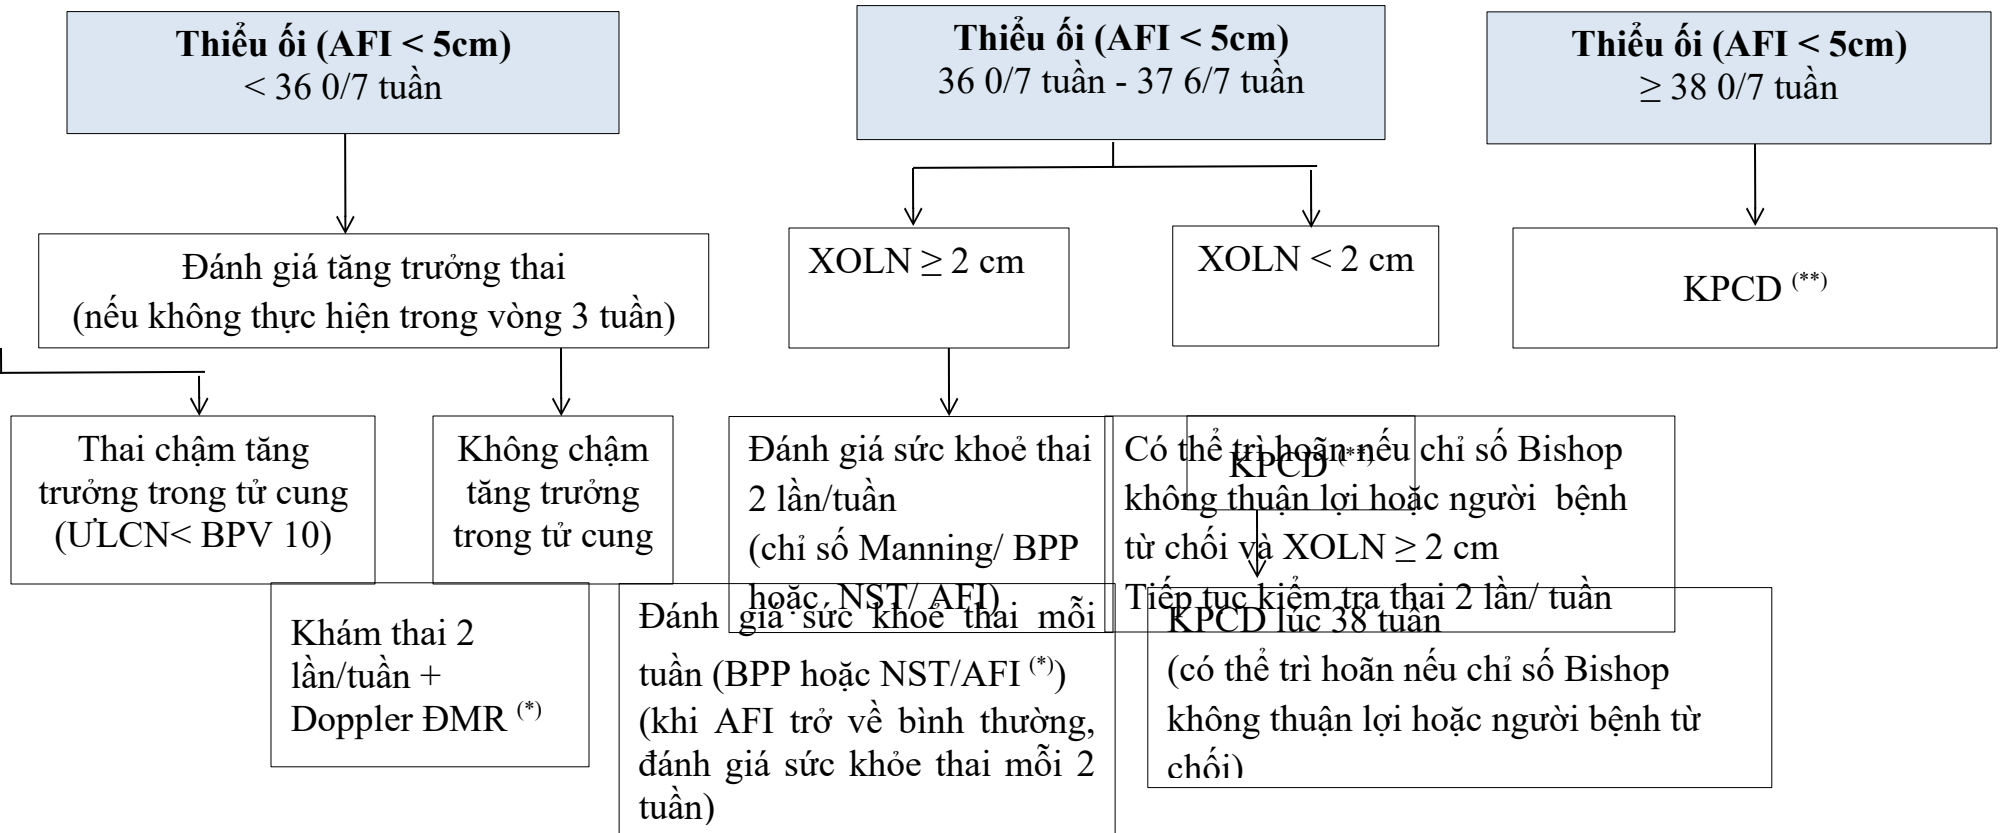 Thiểu ối (AFI < 5cm)
< 36 0/7 tuần
Thiểu ối (AFI < 5cm)
36 0/7 tuần - 37 6/7 tuần
Thiểu ối (AFI < 5cm)
≥ 38 0/7 tuần
Đánh giá tăng trưởng thai
(nếu không thực hiện trong vòng 3 tuần)
XOLN ≥ 2 cm
XOLN < 2 cm
KPCD (**)
Thai chậm tăng
trưởng trong tử cung
(ƯLCN< BPV 10)
Không chậm
tăng trưởng
trong tử cung
Đánh giá sức khoẻ thai
2 lần/tuần
(chỉ số Manning/ BPP
hoặc NST/ AFI)
KPCD (**)
Có thể trì hoãn nếu chỉ số Bishop
không thuận lợi hoặc người bệnh
từ chối và XOLN ≥ 2 cm
Tiếp tục kiểm tra thai 2 lần/ tuần
Khám thai 2
lần/tuần +
Doppler ĐMR (*)
Đánh giá sức khoẻ thai mỗi
tuần (BPP hoặc NST/AFI (*))
(khi AFI trở về bình thường,
đánh giá sức khỏe thai mỗi 2
tuần)
KPCD lúc 38 tuần
(có thể trì hoãn nếu chỉ số Bishop
không thuận lợi hoặc người bệnh từ
chối)